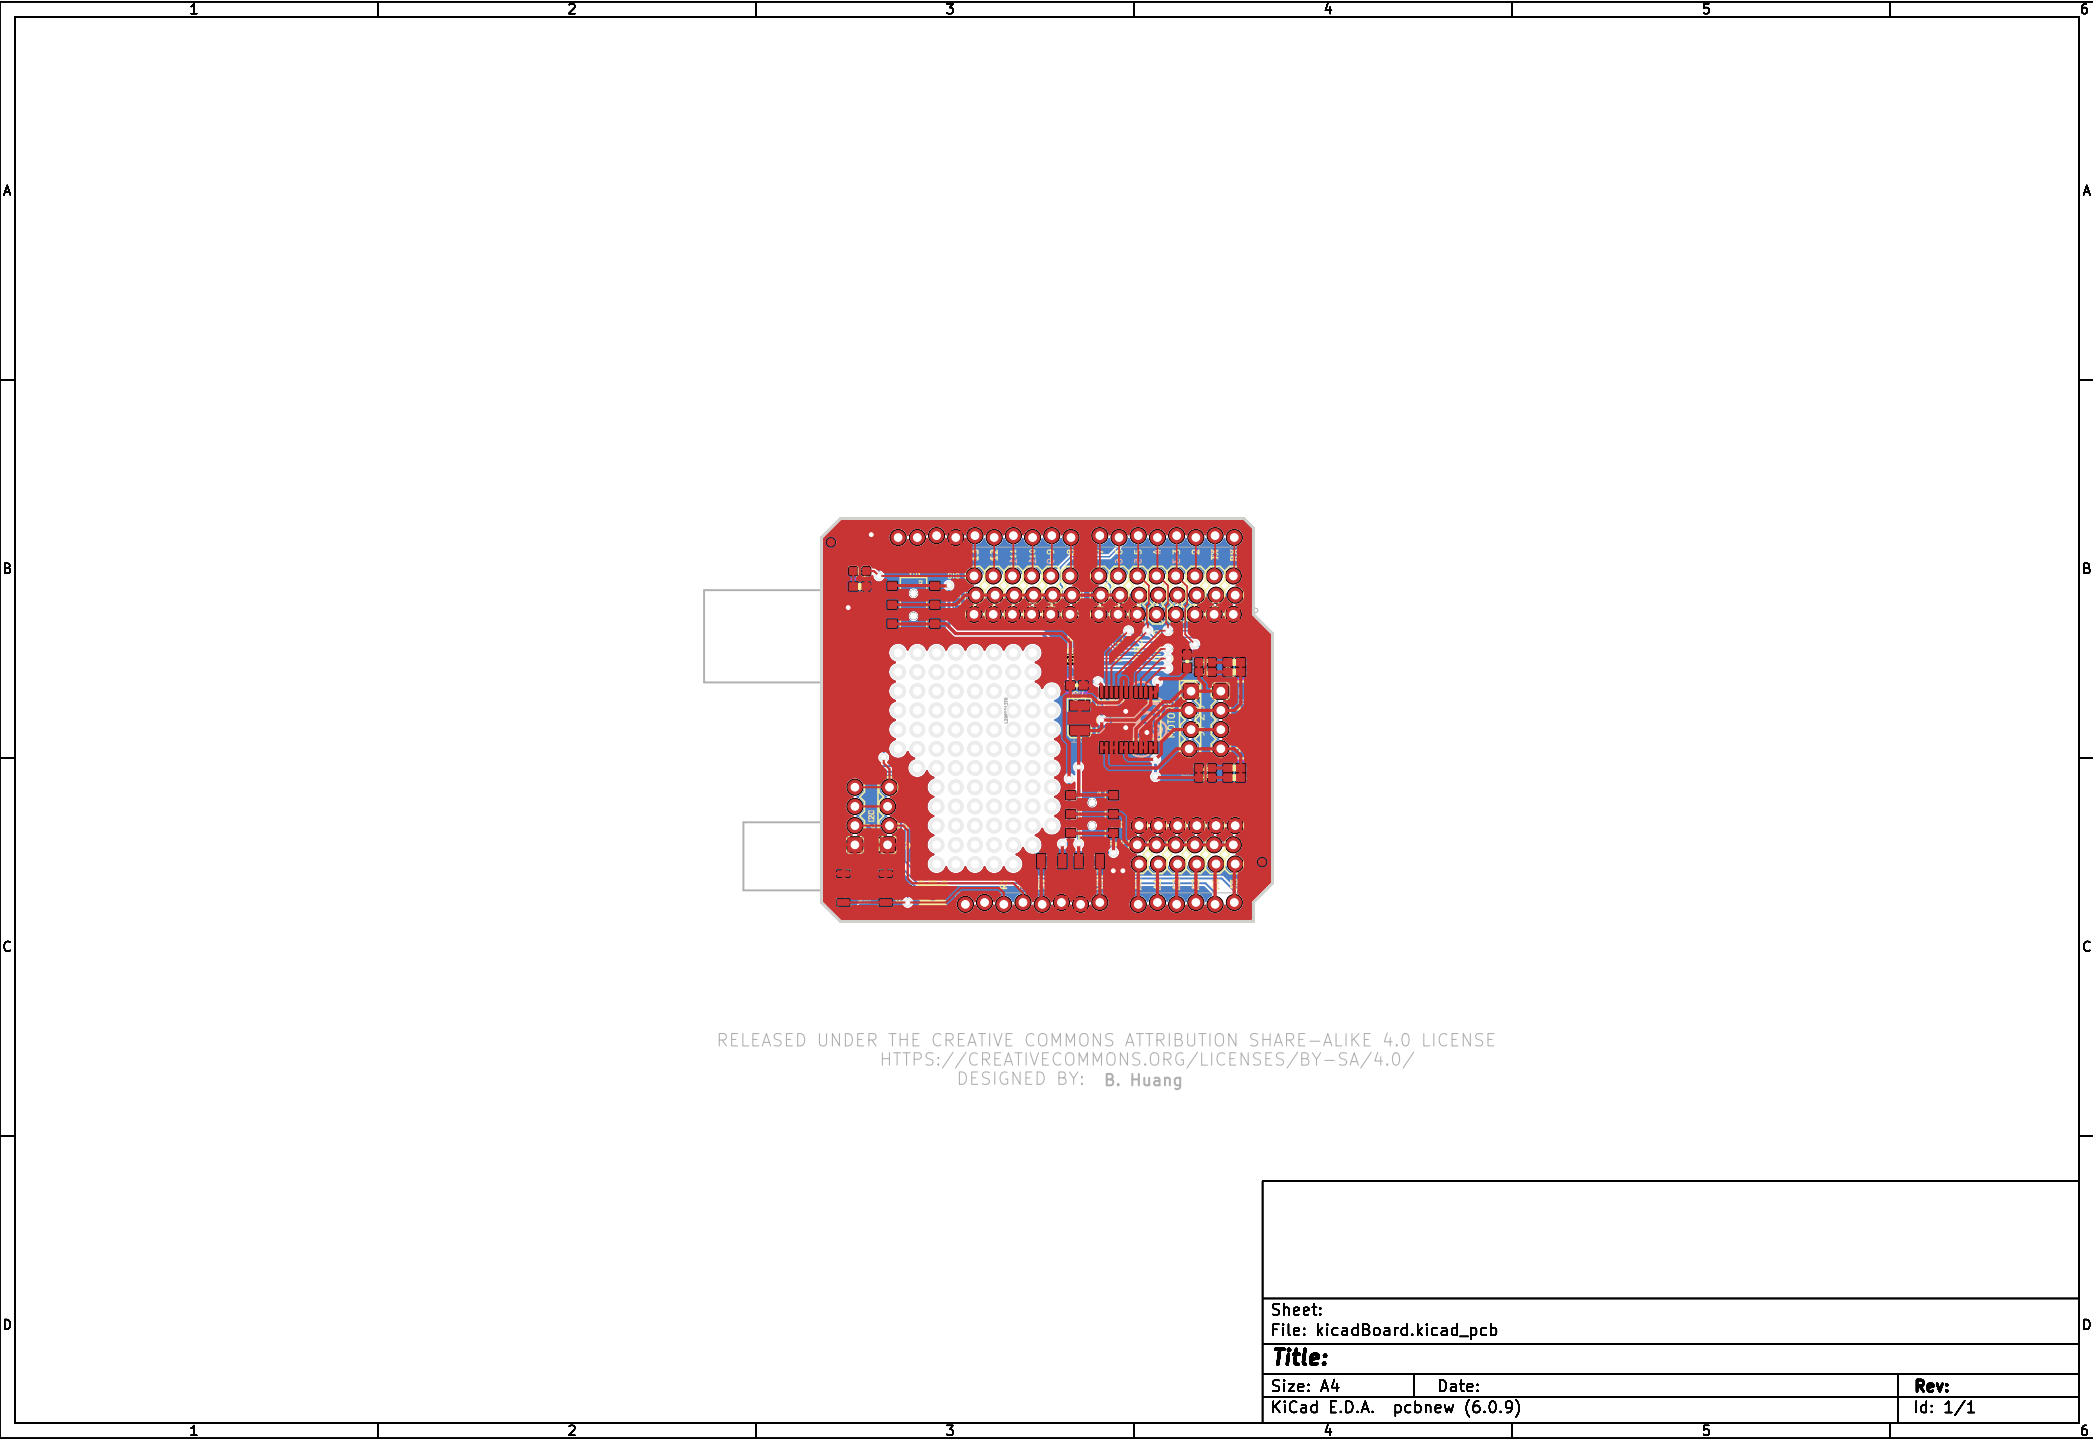 1 2 3 4 5 6
A A
B B
C C
D D
RELEASED UNDER THE CREATIVE COMMONS ATTRIBUTION SHARE-ALIKE 4.0 LICENSE
HTTPS://CREATIVECOMMONS.ORG/LICENSES/BY-SA/4.0/
DESIGNED BY: B. Huang
Sheet:
File: kicadBoard.kicad_pcb
Title:
Size: A4 Date: Rev:
KiCad E.D.A. pcbnew (6.0.9) Id: 1/1
1 2 3 4 5 6